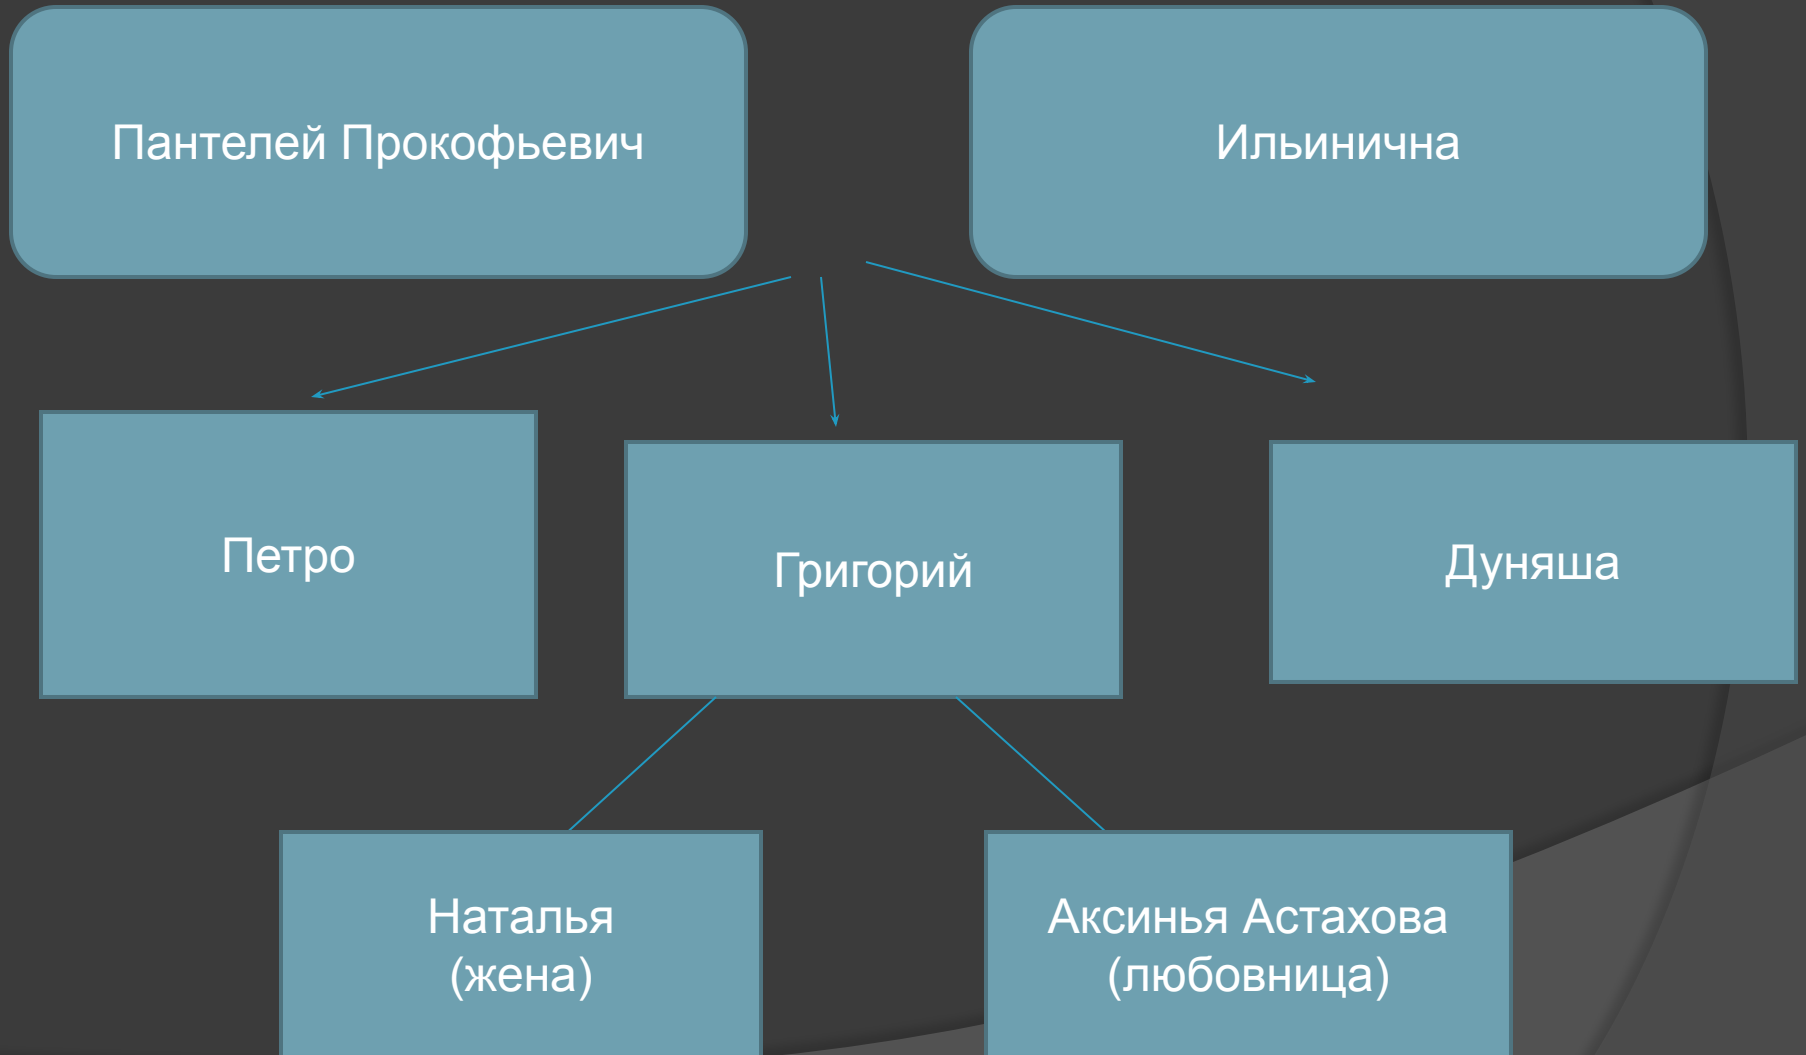 Пантелей Прокофьевич
Ильинична
Петро
Григорий
Дуняша
Наталья
(жена)
Аксинья Астахова
(любовница)